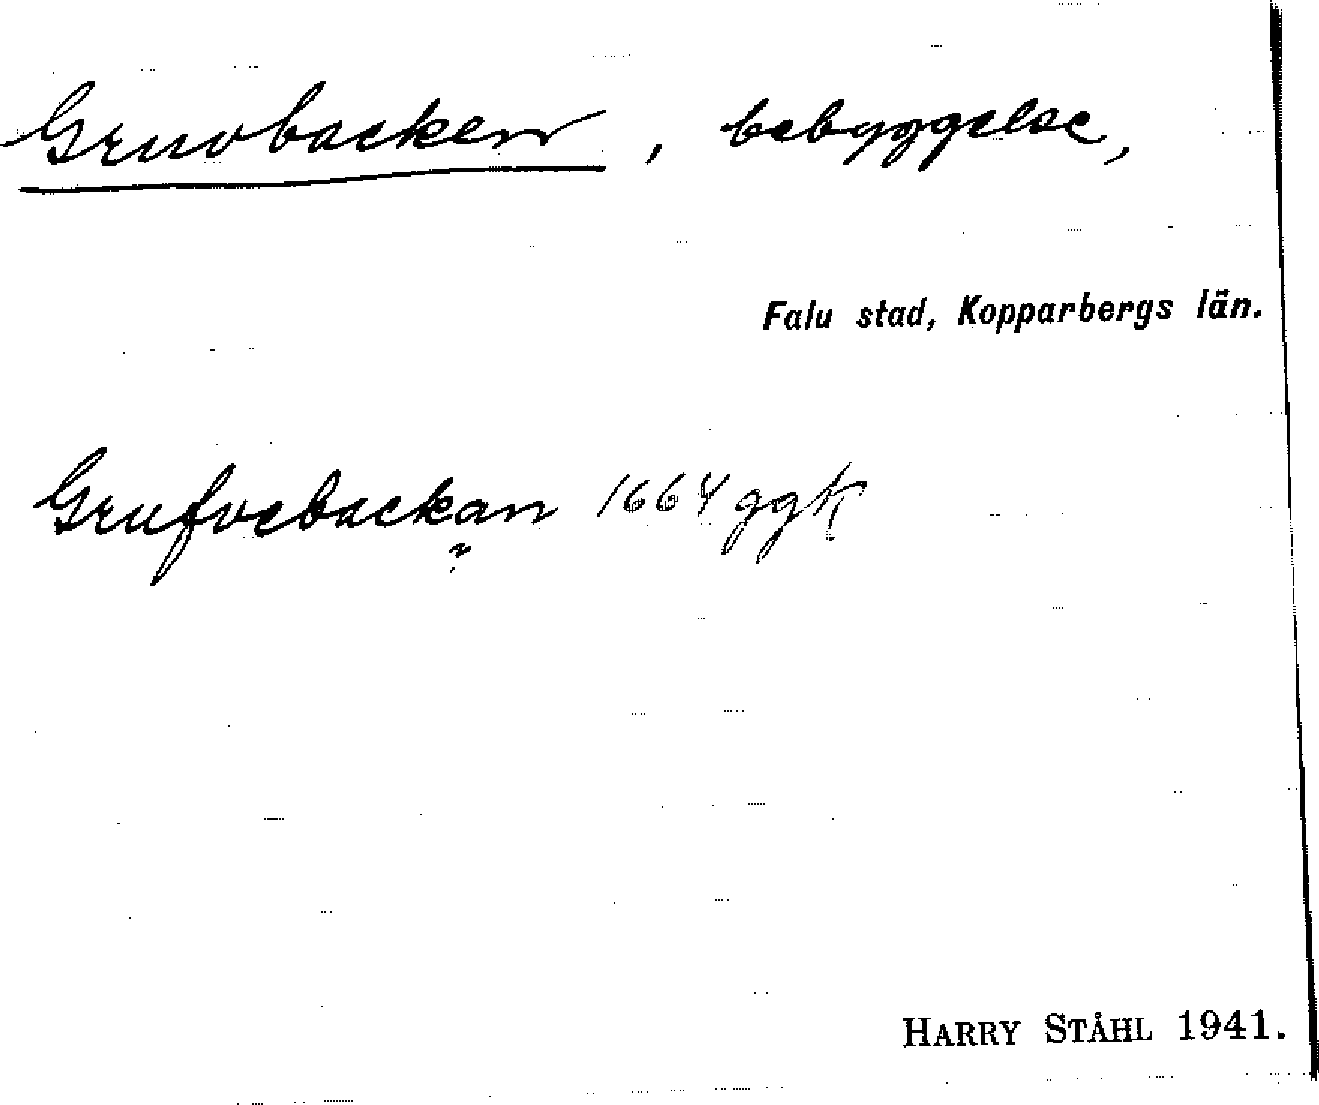 Gruvbacken, bebyggelse,
Falu stad, Kopparbergs län.
Grufvebackan 1664 ggk
?
HARRY STÅHL 1941.